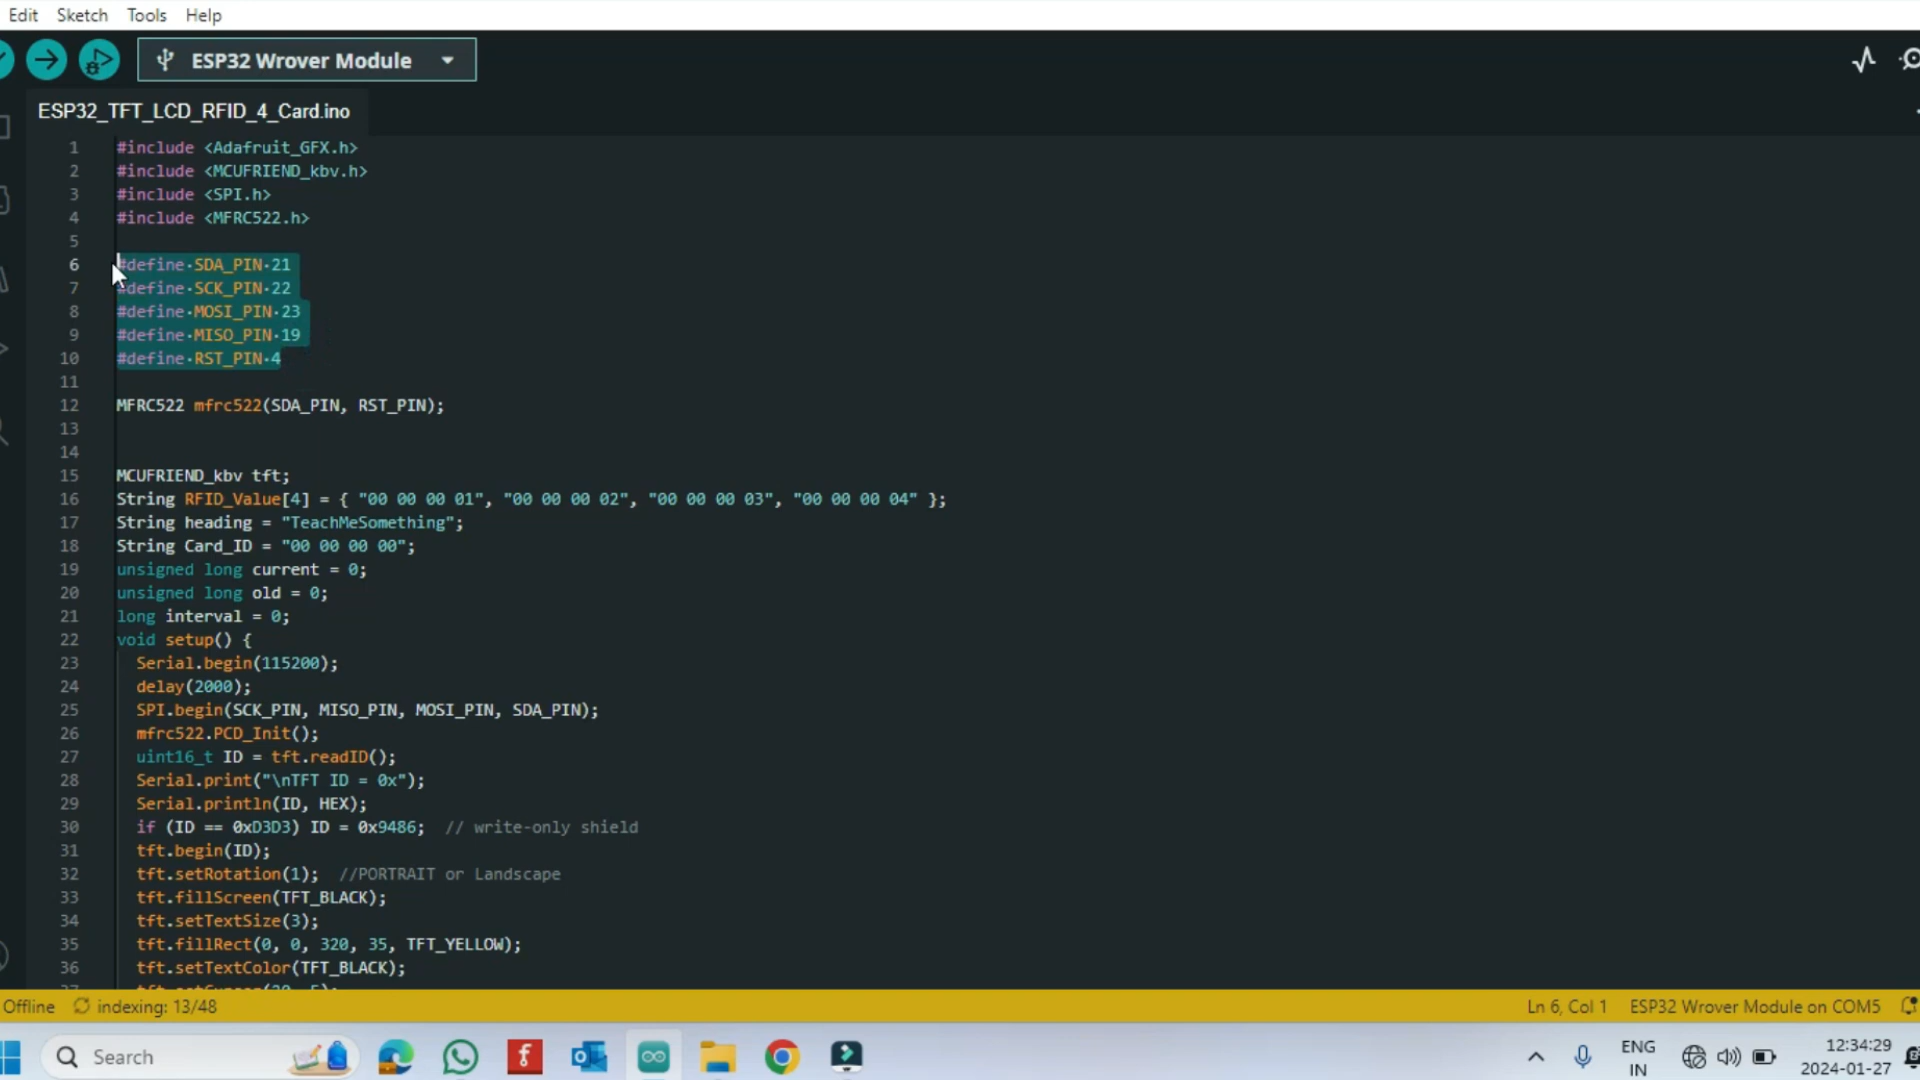 Edit Sketch Tools Help
ESP32 Wrover Module
ESP32_TFT_LCD_RFID_4_Card.ino
1 #include <Adafruit_GFX.h>
2 #include <MCUFRIEND_kbv.h>
3 #include <SPI.h>
4 #include <MFRC522.h>
5
6 #define·SDA_PIN·21
7 #define·SCK_PIN·22
8 #define·MOSI_PIN·23
9 #define·MISO_PIN·19
10 #define·RST_PIN·4
11
12 MFRC522 mfrc522(SDA_PIN, RST_PIN);
13
14
15 MCUFRIEND_kbv tft;
16 String RFID_Value[4] = { "00 00 00 01", "00 00 00 02", "00 00 00 03", "00 00 00 04" };
17 String heading = "TeachMeSomething";
18 String Card_ID = "00 00 00 00";
19 unsigned long current = 0;
20 unsigned long old = 0;
21 long interval = 0;
22 void setup() {
23 Serial.begin(115200);
24 delay(2000);
25 SPI.begin(SCK_PIN, MISO_PIN, MOSI_PIN, SDA_PIN);
26 mfrc522.PCD_Init();
27 uint16_t ID = tft.readID();
28 Serial.print("\nTFT ID = 0x");
29 Serial.println(ID, HEX);
30 if (ID == 0xD3D3) ID = 0x9486; // write-only shield
31 tft.begin(ID);
32 tft.setRotation(1); //PORTRAIT or Landscape
33 tft.fillScreen(TFT_BLACK);
34 tft.setTextSize(3);
35 tft.fillRect(0, 0, 320, 35, TFT_YELLOW);
36 tft.setTextColor(TFT_BLACK);
Offline indexing: 13/48 Ln 6, Col 1 ESP32 Wrover Module on COM5
Search
ENG
IN
12:34:29
2024-01-27